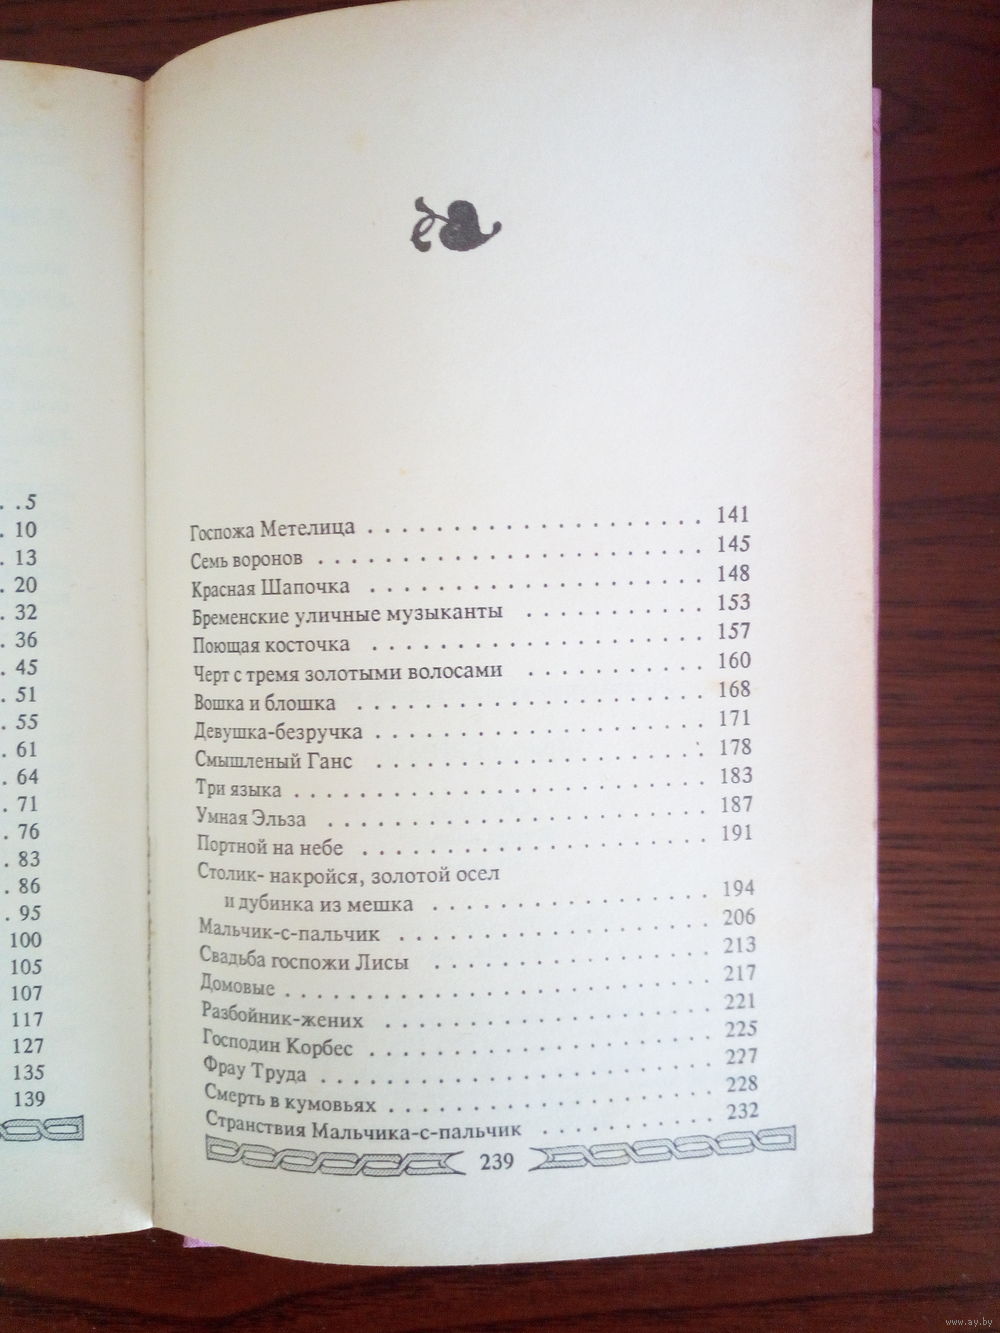 . .5
. 10
. 13
. 20
. 32
. 36
. 45
. 51
. 55
. 61
. 64
. 71
. 76
. 83
. 86
. 95
100
105
107
117
127
135
139
Госпожа Метелица . . . . . . . . . . . . . . . . . . 141
Семь воронов . . . . . . . . . . . . . . . . . . . . . 145
Красная Шапочка . . . . . . . . . . . . . . . . . . 148
Бременские уличные музыканты . . . . . . . . . . 153
Поющая косточка . . . . . . . . . . . . . . . . . . 157
Черт с тремя золотыми волосами . . . . . . . . . . 160
Вошка и блошка . . . . . . . . . . . . . . . . . . . 168
Девушка-безручка . . . . . . . . . . . . . . . . . . 171
Смышленый Ганс . . . . . . . . . . . . . . . . . . 178
Три языка . . . . . . . . . . . . . . . . . . . . . . 183
Умная Эльза . . . . . . . . . . . . . . . . . . . . . 187
Портной на небе . . . . . . . . . . . . . . . . . . . 191
Столик- накройся, золотой осел
и дубинка из мешка . . . . . . . . . . . . . . . 194
Мальчик-с-пальчик . . . . . . . . . . . . . . . . . 206
Свадьба госпожи Лисы . . . . . . . . . . . . . . . 213
Домовые . . . . . . . . . . . . . . . . . . . . . . . 217
Разбойник-жених . . . . . . . . . . . . . . . . . . 221
Господин Корбес . . . . . . . . . . . . . . . . . . 225
Фрау Труда . . . . . . . . . . . . . . . . . . . . . 227
Смерть в кумовьях . . . . . . . . . . . . . . . . . 228
Странствия Мальчика-с-пальчик . . . . . . . . . 232
239
www.ay.by